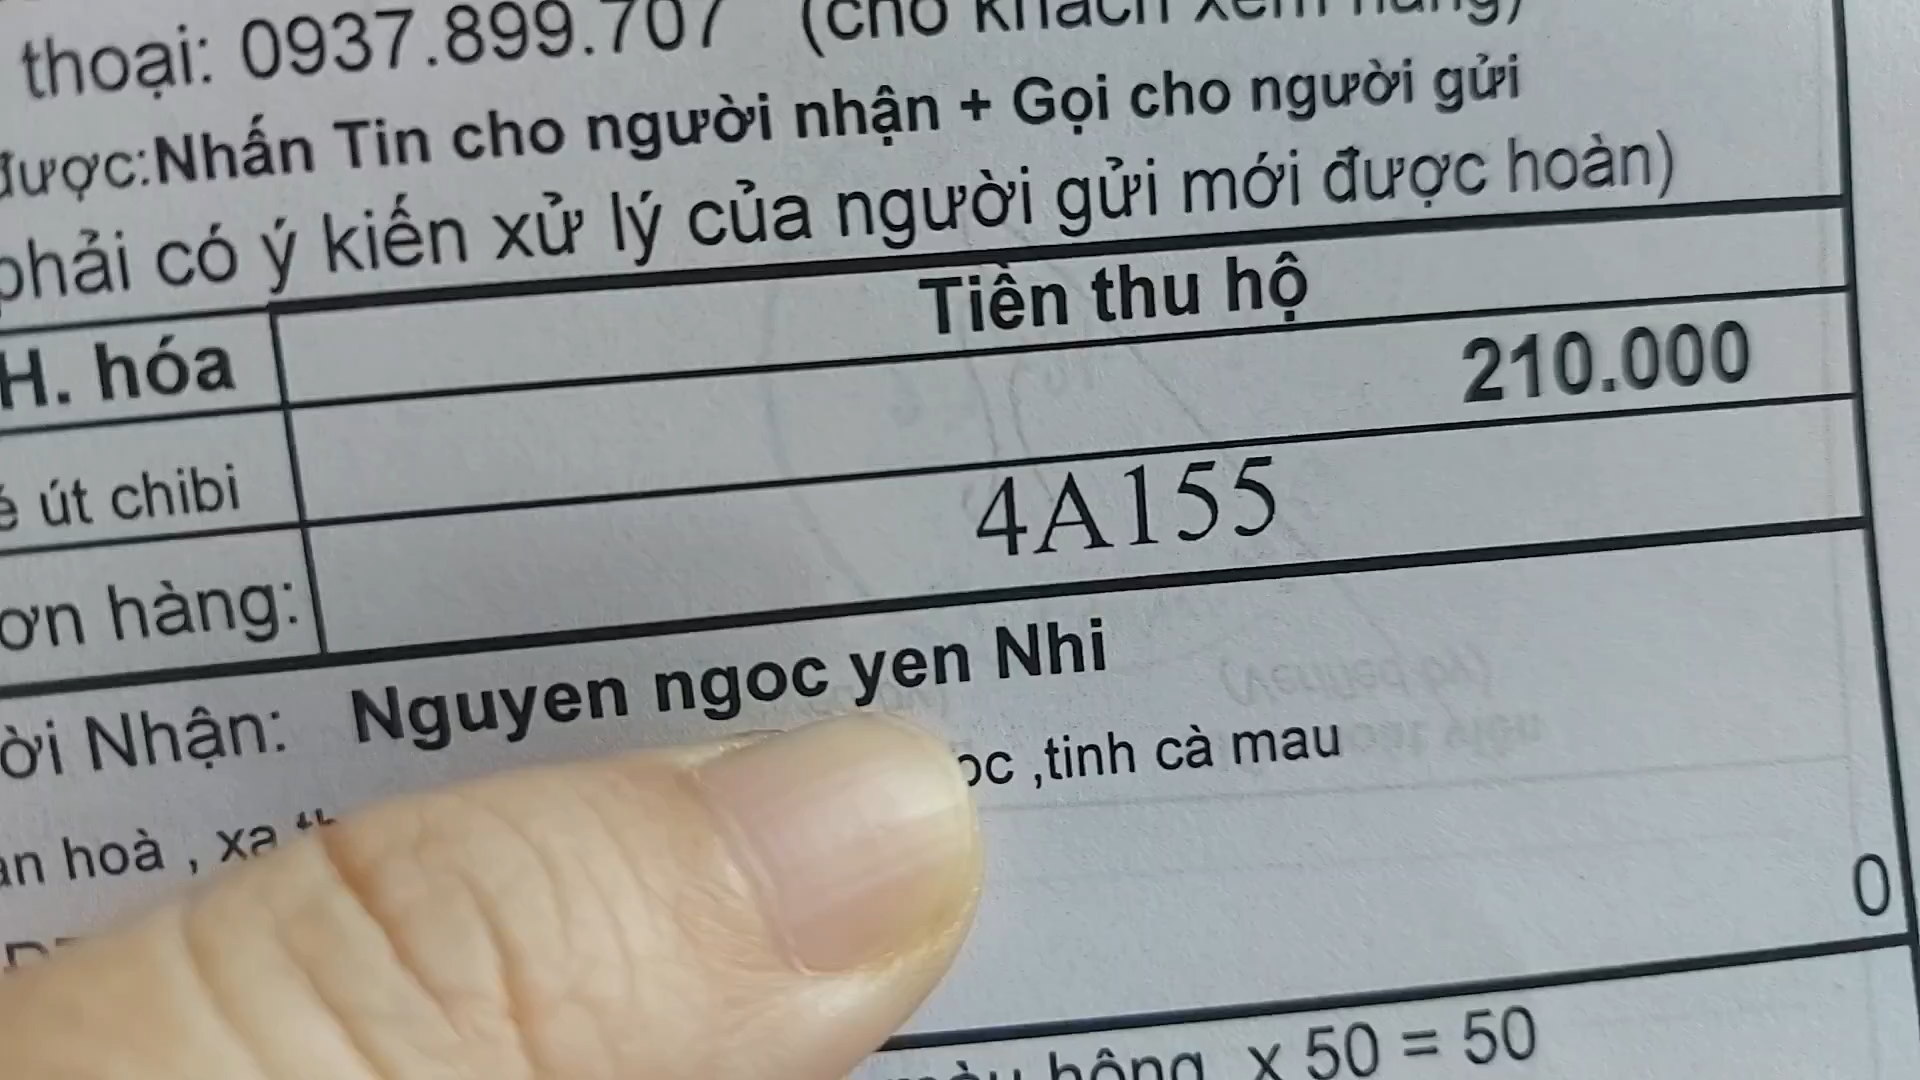 thoại: 0937.899.707 (cho khách xem hàng)
được:Nhấn Tin cho người nhận + Gọi cho người gửi
phải có ý kiến xử lý của người gửi mới được hoàn)
H. hóa Tiền thu hộ
210.000
út chibi
4A155
ơn hàng:
ời Nhận: Nguyen ngoc yen Nhi
hoà , xa ,tinh cà mau
0
x 50 = 50